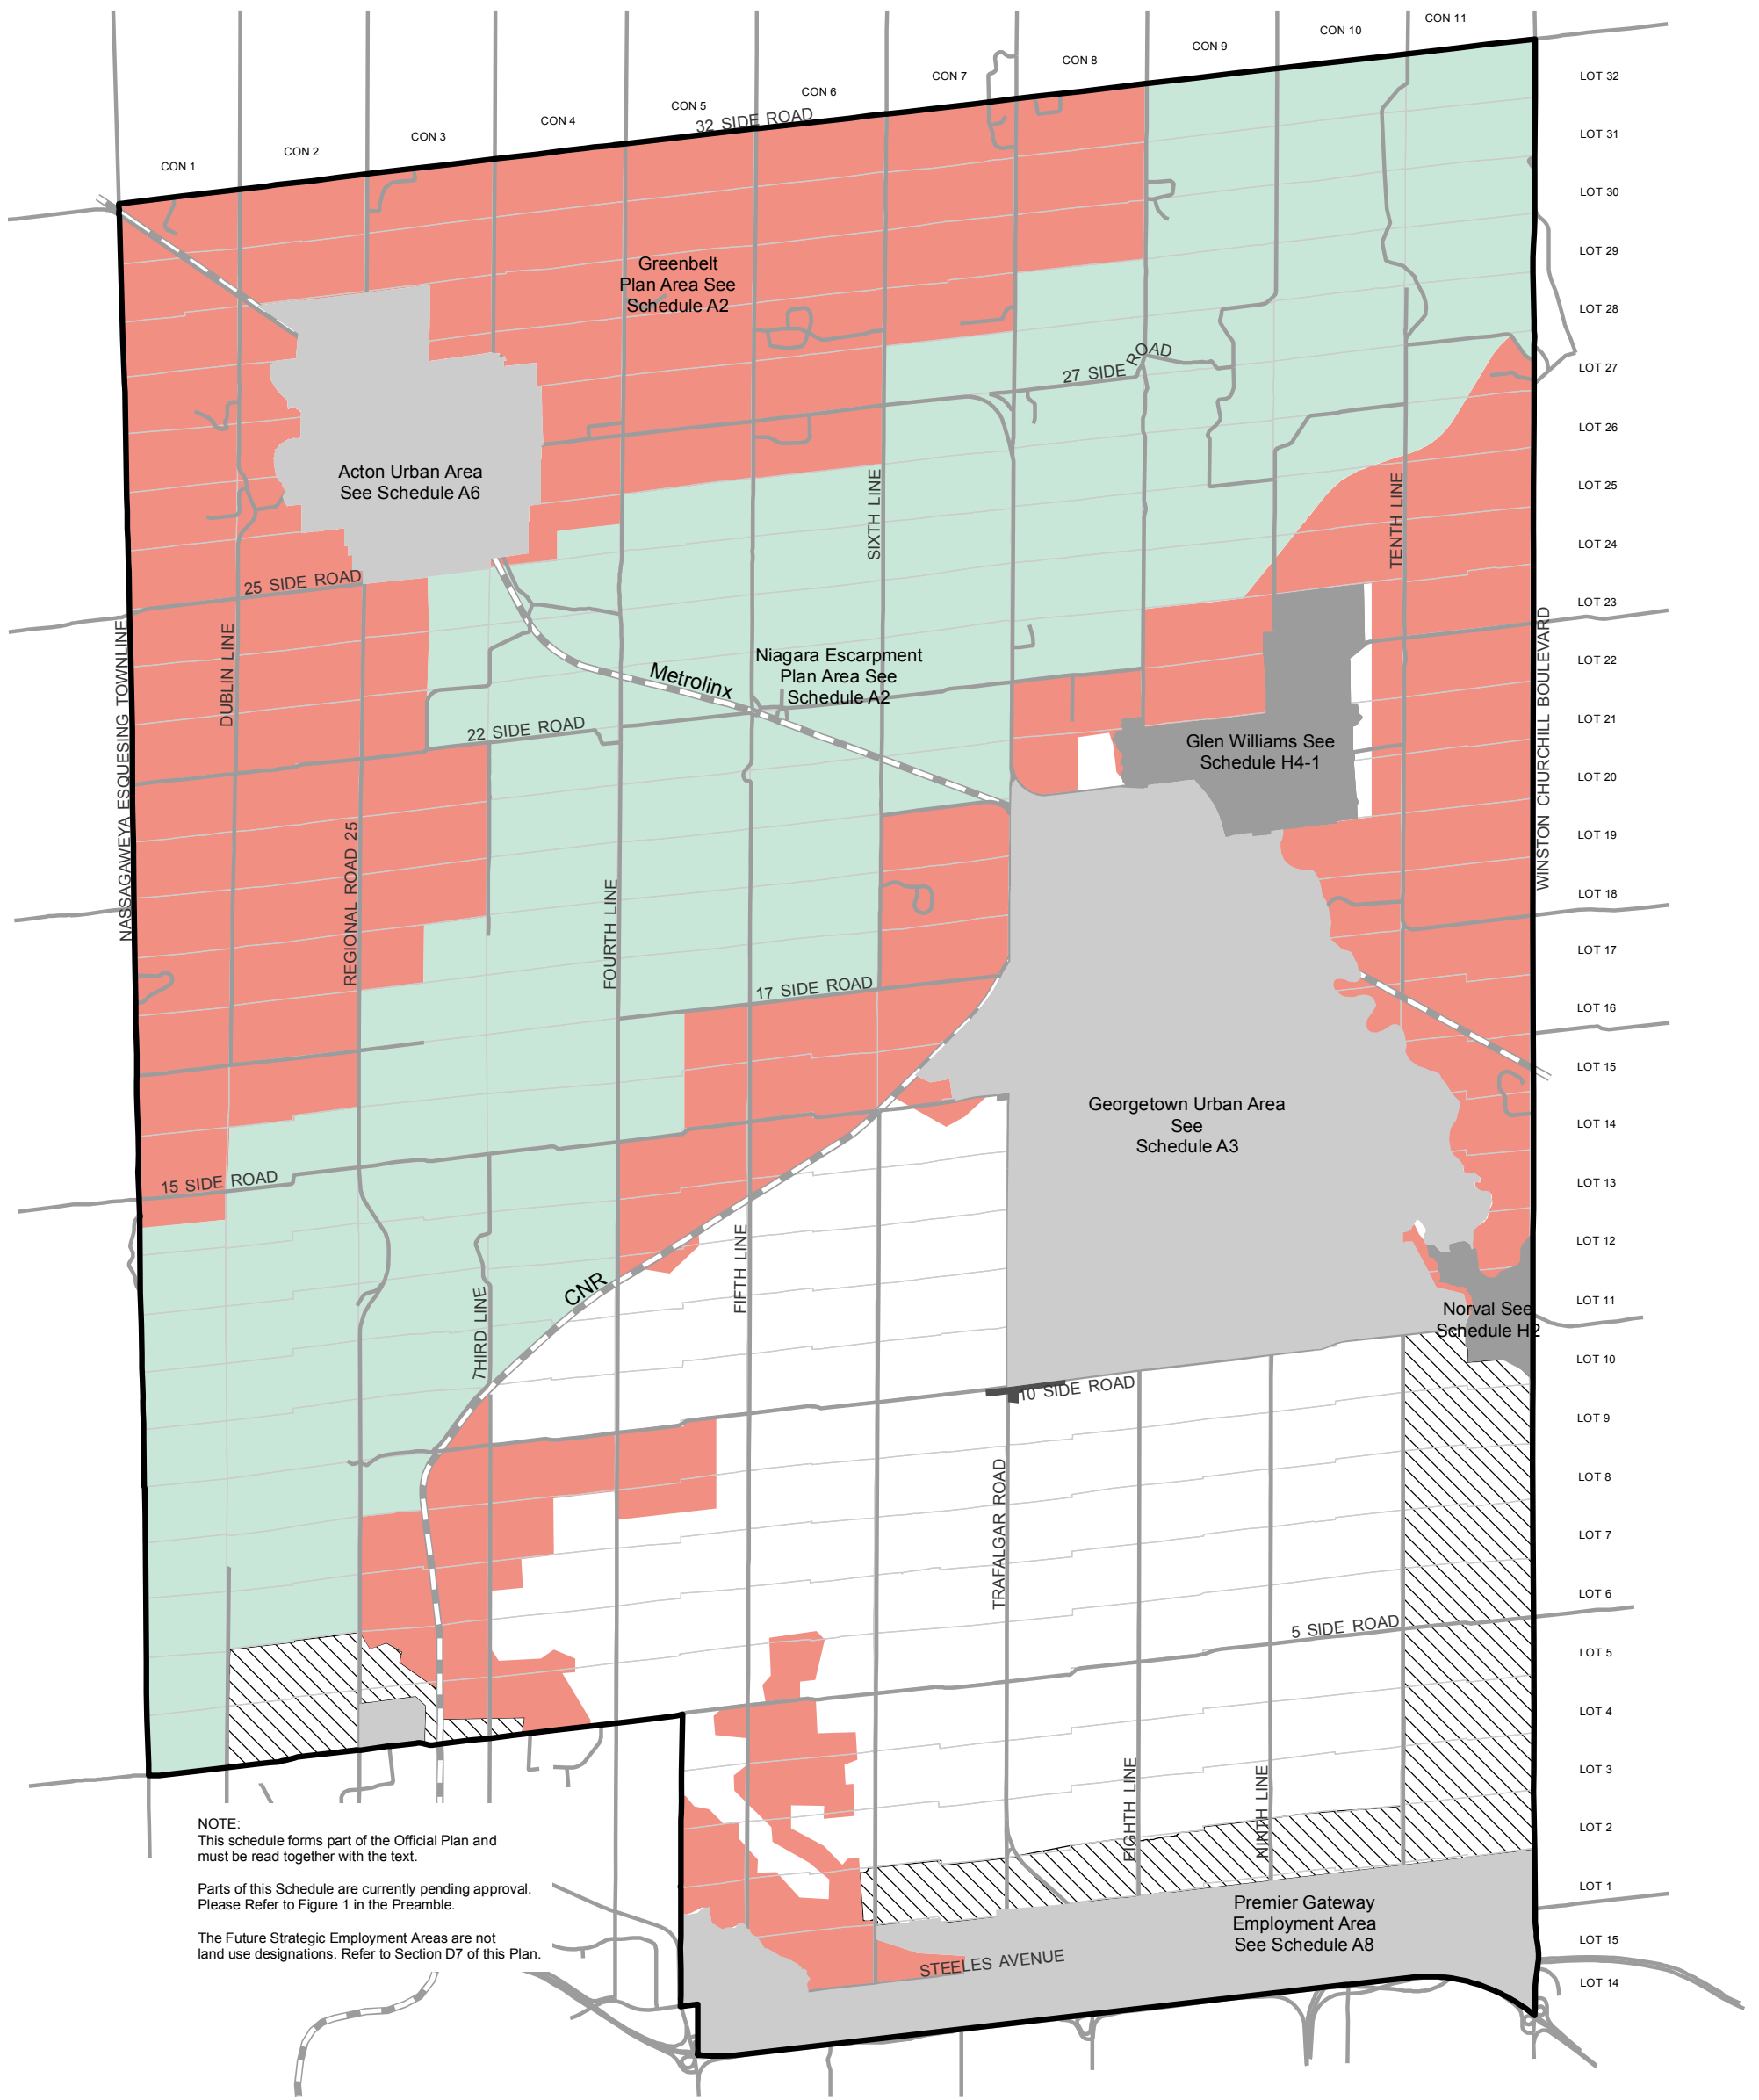 CON 11
CON 10
CON 9
CON 8
CON 7
CON 6
CON 5
CON 4
CON 3
CON 2
CON 1
32 SIDE ROAD
LOT 32
LOT 31
LOT 30
LOT 29
LOT 28
LOT 27
LOT 26
LOT 25
LOT 24
LOT 23
LOT 22
LOT 21
LOT 20
LOT 19
LOT 18
LOT 17
LOT 16
LOT 15
LOT 14
LOT 13
LOT 12
LOT 11
LOT 10
LOT 9
LOT 8
LOT 7
LOT 6
LOT 5
LOT 4
LOT 3
LOT 2
LOT 1
LOT 15
LOT 14
Greenbelt
Plan Area See
Schedule A2
27 SIDE ROAD
Acton Urban Area
See Schedule A6
SIXTH LINE
TENTH LINE
25 SIDE ROAD
NASSAGAWEYA ESQUESING TOWNLINE
DUBLIN LINE
WINSTON CHURCHILL BOULEVARD
Metrolinx
Niagara Escarpment
Plan Area See
Schedule A2
22 SIDE ROAD
Glen Williams See
Schedule H4-1
REGIONAL ROAD 25
FOURTH LINE
17 SIDE ROAD
Georgetown Urban Area
See
Schedule A3
15 SIDE ROAD
FIFTH LINE
THIRD LINE
CNR
Norval See
Schedule H2
10 SIDE ROAD
TRAFALGAR ROAD
5 SIDE ROAD
EIGHTH LINE
NINTH LINE
NOTE:
This schedule forms part of the Official Plan and
must be read together with the text.
Parts of this Schedule are currently pending approval.
Please Refer to Figure 1 in the Preamble.
The Future Strategic Employment Areas are not
land use designations. Refer to Section D7 of this Plan.
Premier Gateway
Employment Area
See Schedule A8
STEELES AVENUE